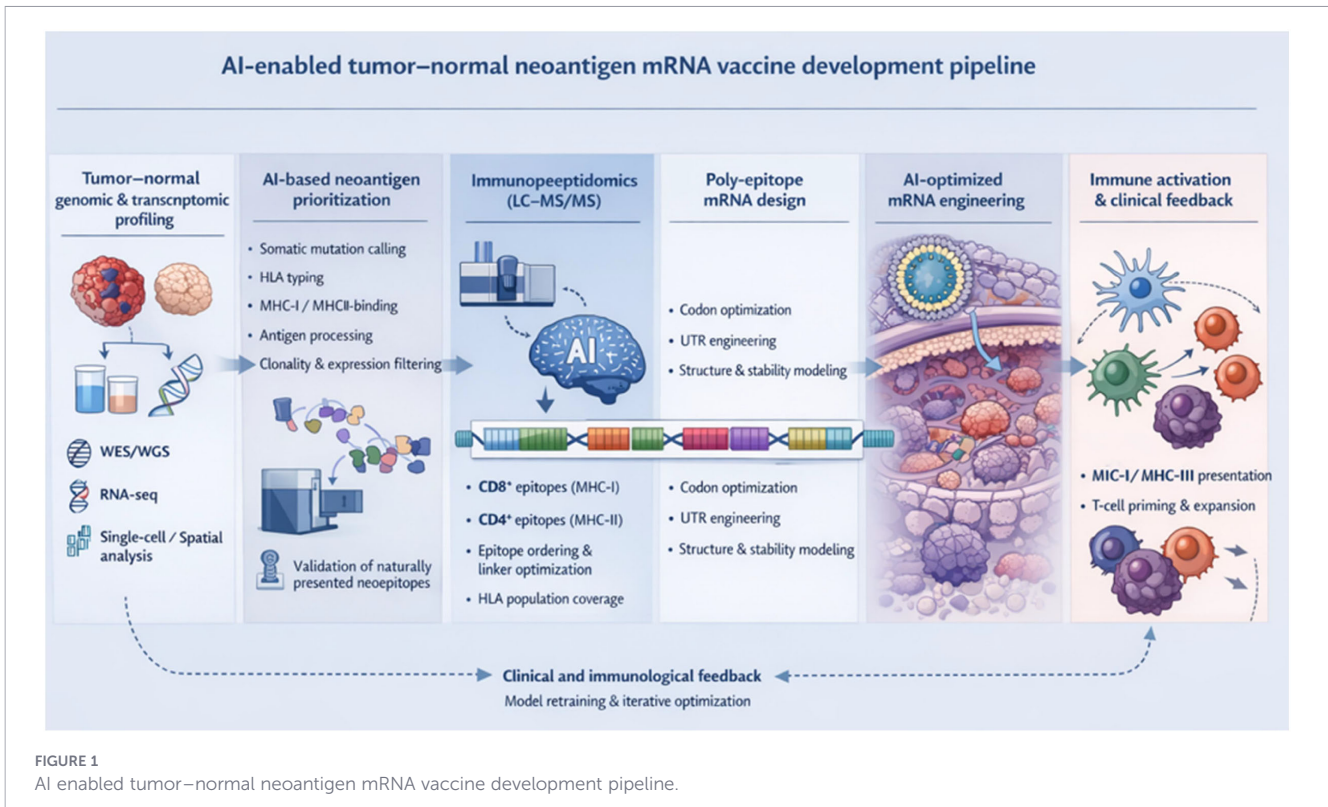 AI-enabled tumor–normal neoantigen mRNA vaccine development pipeline
Tumor–normal
genomic & transcnptomic
profiling
WES/WGS
RNA-seq
Single-cell / Spatial
analysis
AI-based neoantigen
prioritization
• Somatic mutation calling
• HLA typing
• MHC-I / MHCII-binding
• Antigen processing
• Clonality & expression filtering
Validation of naturally
presented neoepitopes
Immunopeeptidomics
(LC–MS/MS)
AI
• CD8⁺ epitopes (MHC-I)
• CD4⁺ epitopes (MHC-II)
• Epitope ordering &
linker optimization
• HLA population coverage
Poly-epitope
mRNA design
• Codon optimization
• UTR engineering
• Structure & stability modeling
• Codon optimization
• UTR engineering
• Structure & stability modeling
AI-optimized
mRNA engineering
Immune activation
& clinical feedback
• MIC-I/ MHC-III presentation
• T-cell priming & expansion
Clinical and immunological feedback
Model retraining & iterative optimization
FIGURE 1
AI enabled tumor–normal neoantigen mRNA vaccine development pipeline.